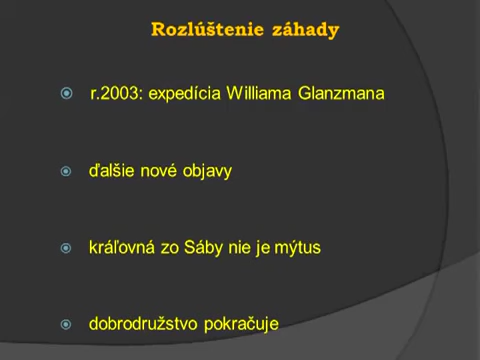 Rozlúštenie záhady
r.2003: expedícia Williama Glanzmana
ďalšie nové objavy
kráľovná zo Sáby nie je mýtus
dobrodružstvo pokračuje